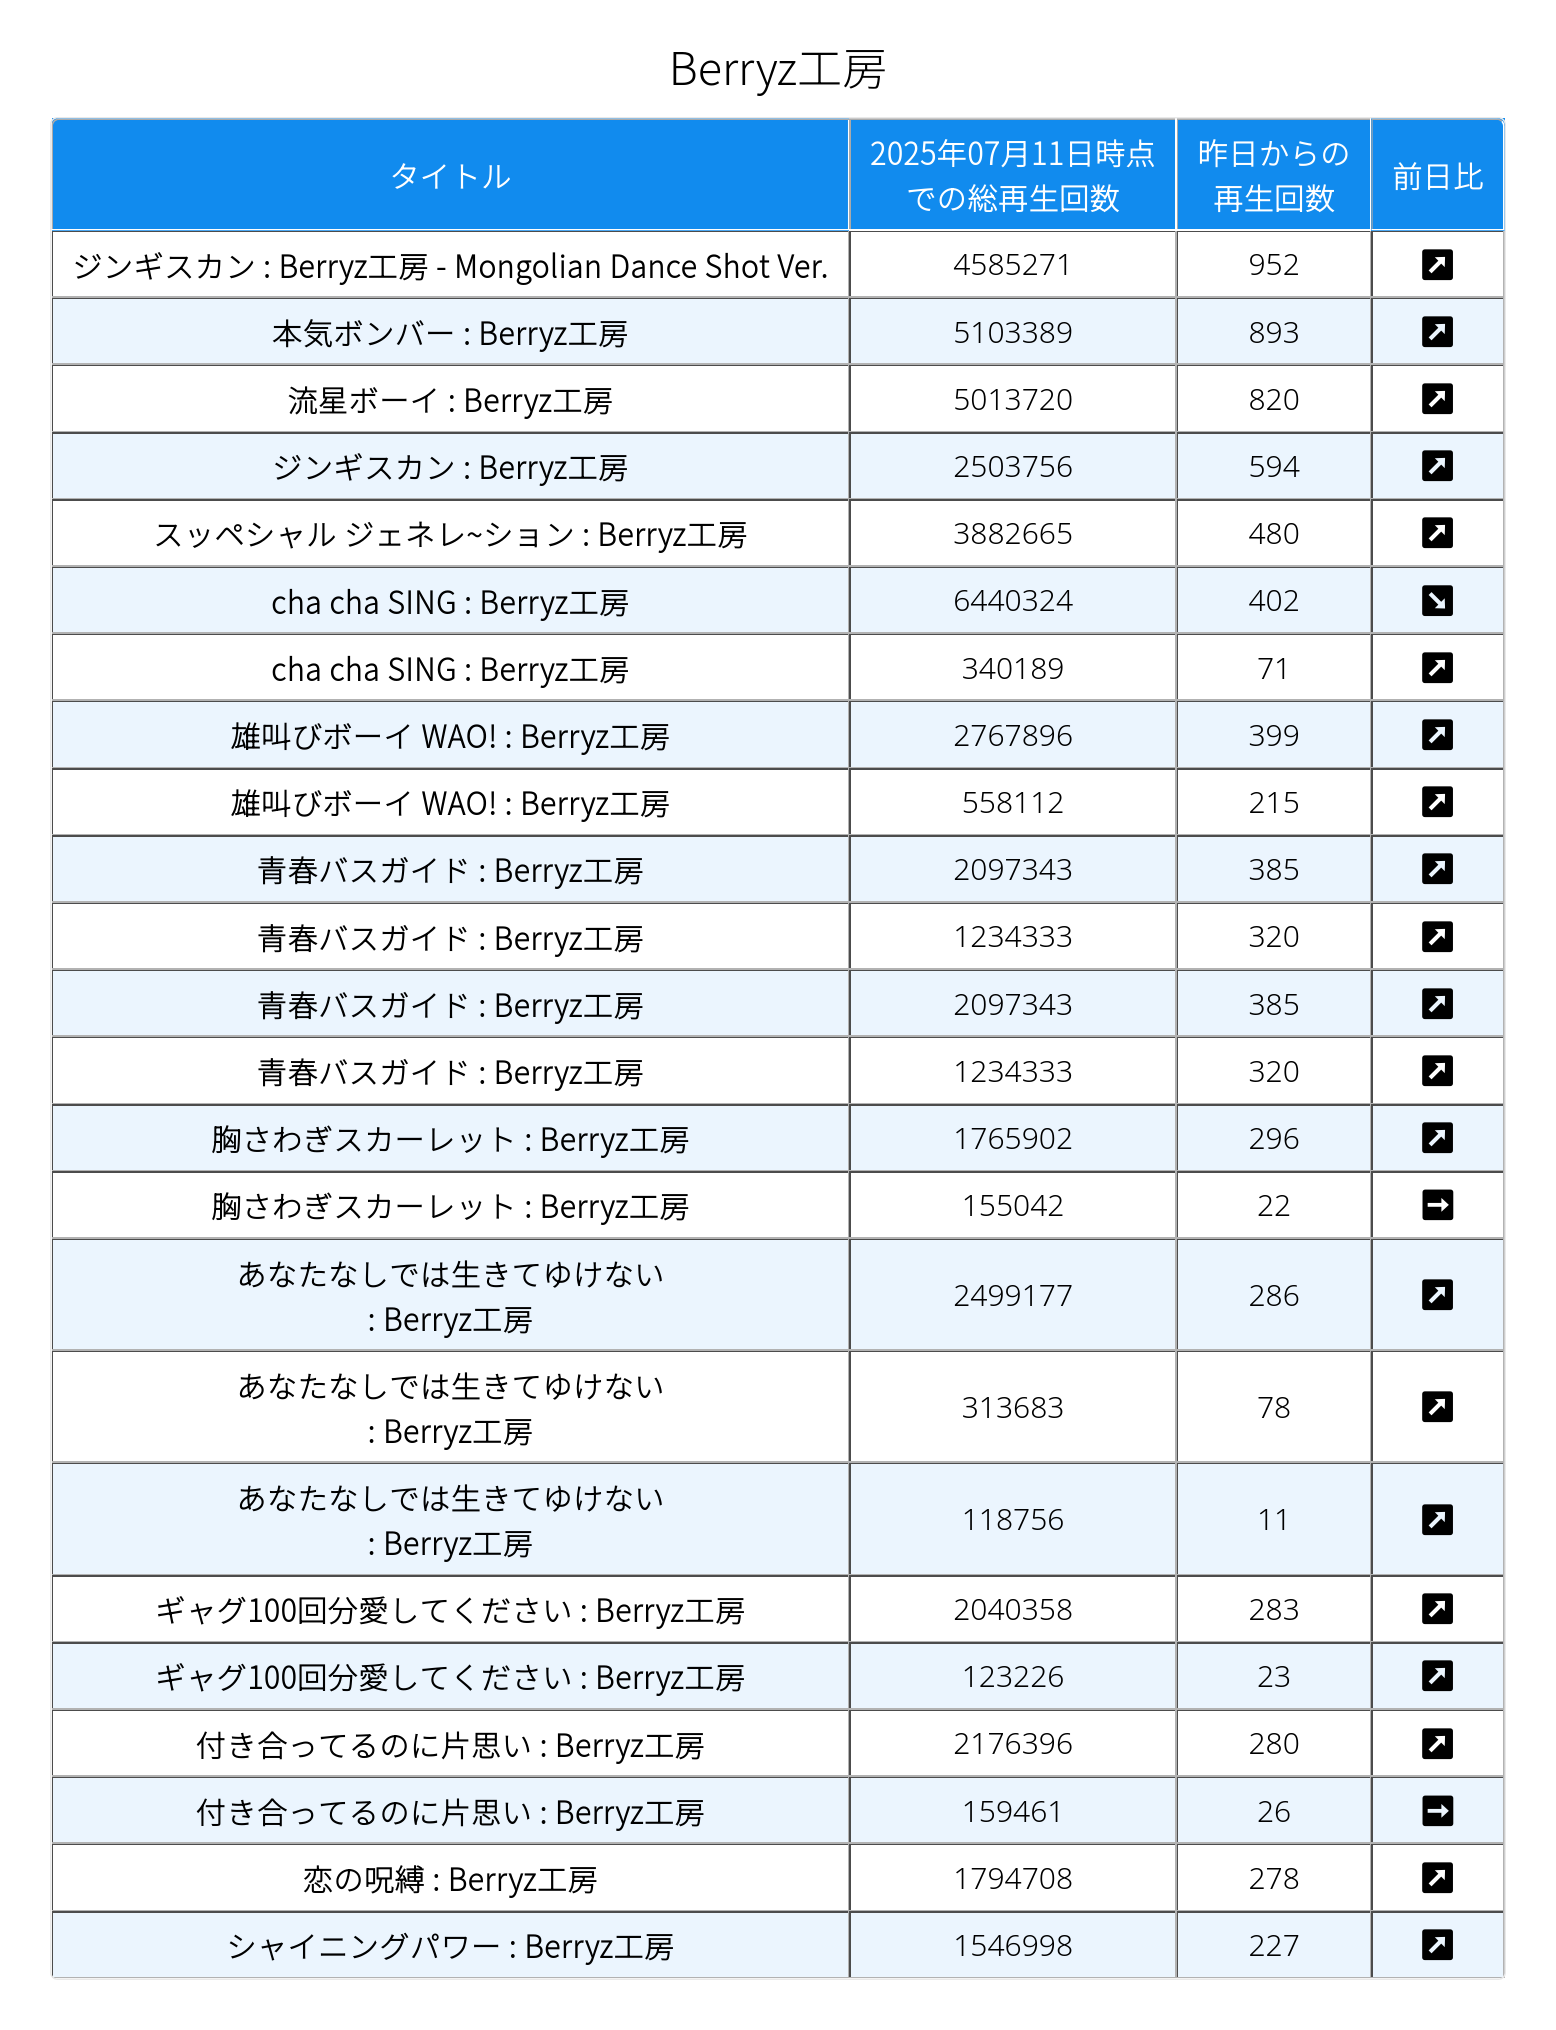 Berryz工房
タイトル
2025年07月11日時点
での総再生回数
昨日からの
再生回数
前日比
ジンギスカン : Berryz工房 - Mongolian Dance Shot Ver. 4585271 952 ↗
本気ボンバー : Berryz工房 5103389 893 ↗
流星ボーイ : Berryz工房 5013720 820 ↗
ジンギスカン : Berryz工房 2503756 594 ↗
スッペシャル ジェネレ~ション : Berryz工房 3882665 480 ↗
cha cha SING : Berryz工房 6440324 402 ↘
cha cha SING : Berryz工房 340189 71 ↗
雄叫びボーイ WAO! : Berryz工房 2767896 399 ↗
雄叫びボーイ WAO! : Berryz工房 558112 215 ↗
青春バスガイド : Berryz工房 2097343 385 ↗
青春バスガイド : Berryz工房 1234333 320 ↗
青春バスガイド : Berryz工房 2097343 385 ↗
青春バスガイド : Berryz工房 1234333 320 ↗
胸さわぎスカーレット : Berryz工房 1765902 296 ↗
胸さわぎスカーレット : Berryz工房 155042 22 →
あなたなしでは生きてゆけない
: Berryz工房 2499177 286 ↗
あなたなしでは生きてゆけない
: Berryz工房 313683 78 ↗
あなたなしでは生きてゆけない
: Berryz工房 118756 11 ↗
ギャグ100回分愛してください : Berryz工房 2040358 283 ↗
ギャグ100回分愛してください : Berryz工房 123226 23 ↗
付き合ってるのに片思い : Berryz工房 2176396 280 ↗
付き合ってるのに片思い : Berryz工房 159461 26 →
恋の呪縛 : Berryz工房 1794708 278 ↗
シャイニングパワー : Berryz工房 1546998 227 ↗